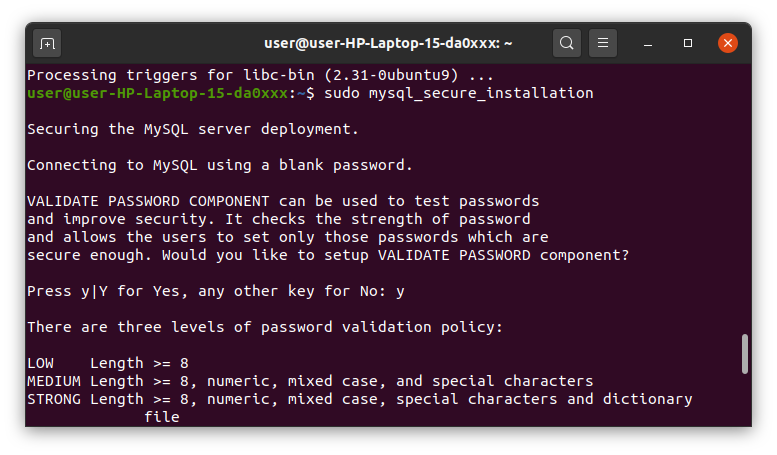 user@user-HP-Laptop-15-da0xxx: ~
Processing triggers for libc-bin (2.31-0ubuntu9) ...
user@user-HP-Laptop-15-da0xxx:~$ sudo mysql_secure_installation
Securing the MySQL server deployment.
Connecting to MySQL using a blank password.
VALIDATE PASSWORD COMPONENT can be used to test passwords
and improve security. It checks the strength of password
and allows the users to set only those passwords which are
secure enough. Would you like to setup VALIDATE PASSWORD component?
Press y|Y for Yes, any other key for No: y
There are three levels of password validation policy:
LOW    Length >= 8
MEDIUM Length >= 8, numeric, mixed case, and special characters
STRONG Length >= 8, numeric, mixed case, special characters and dictionary
             file